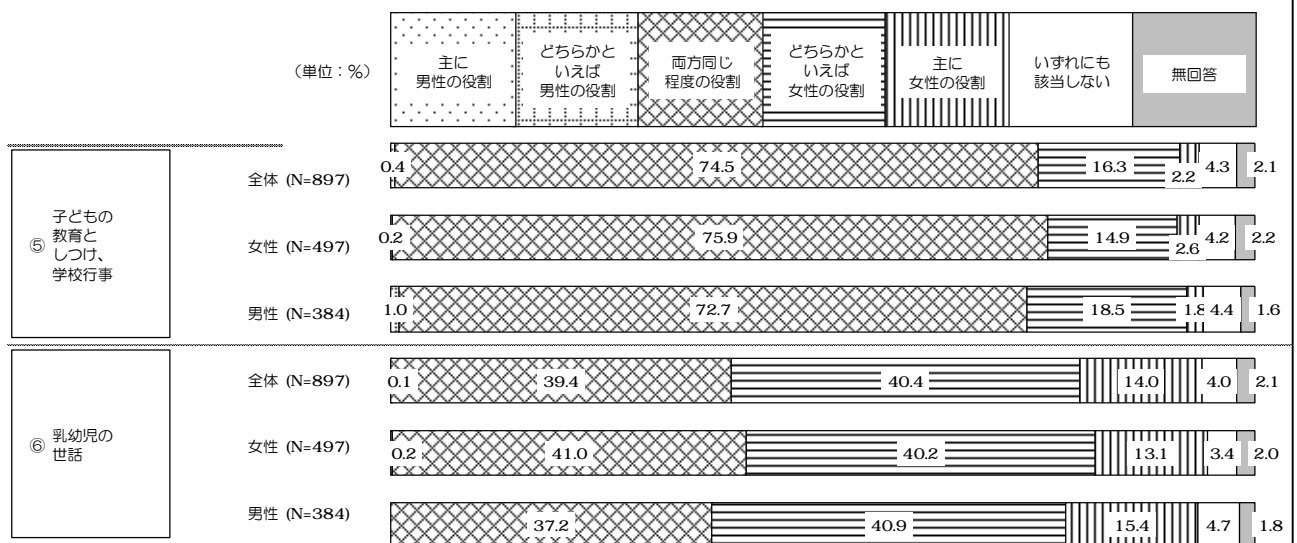 （単位：%）
主に
男性の役割
どちらかと
いえば
男性の役割
両方同じ
程度の役割
どちらかと
いえば
女性の役割
主に
女性の役割
いずれにも
該当しない
無回答
⑤ 子どもの
教育と
しつけ、
学校行事
全体 (N=897)
0.4 74.5 16.3 2.2 4.3 2.1
女性 (N=497)
0.2 75.9 14.9 2.6 4.2 2.2
男性 (N=384)
1.0 72.7 18.5 1.8 4.4 1.6
⑥ 乳幼児の
世話
全体 (N=897)
0.1 39.4 40.4 14.0 4.0 2.1
女性 (N=497)
0.2 41.0 40.2 13.1 3.4 2.0
男性 (N=384)
37.2 40.9 15.4 4.7 1.8